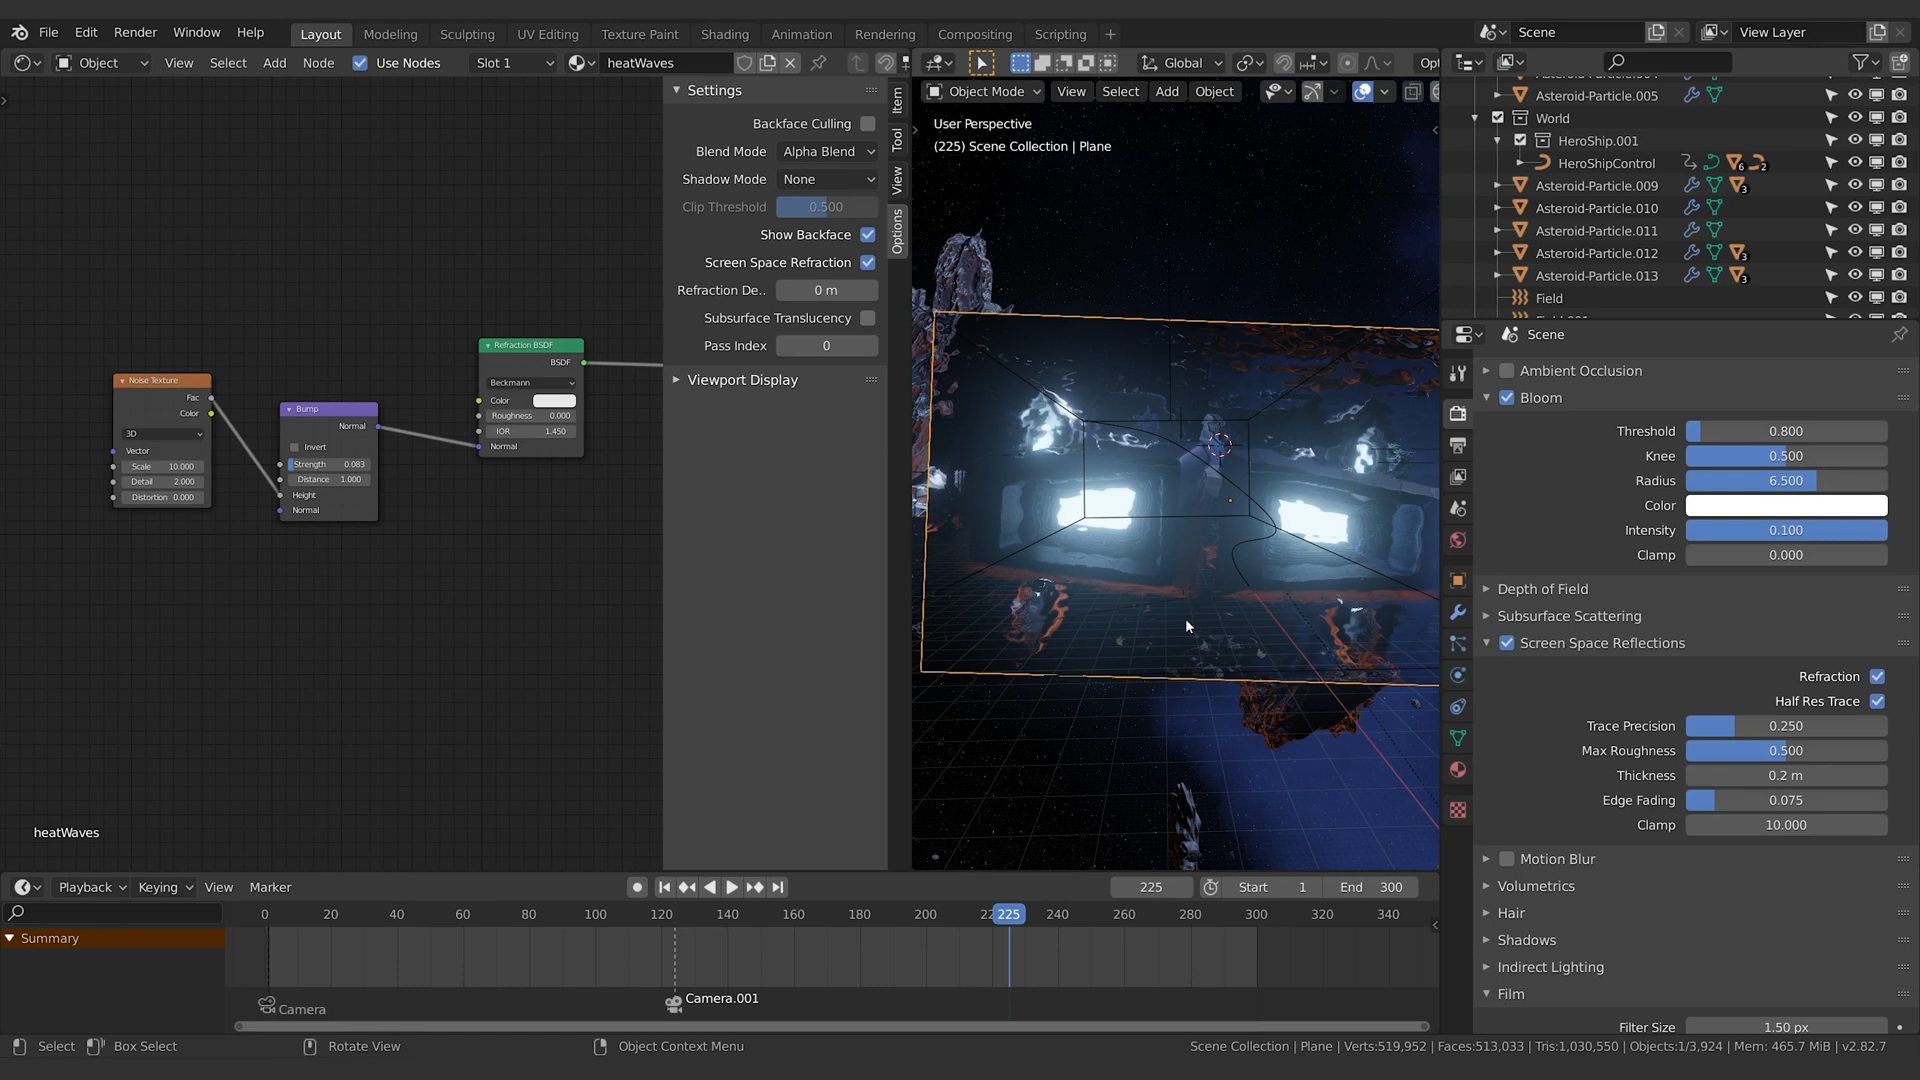 File Edit Render Window Help Layout Modeling Sculpting UV Editing Texture Paint Shading Animation Rendering Compositing Scripting + Scene View Layer
Object View Select Add Node Use Nodes Slot 1 heatWaves Global Opt
Object Mode View Select Add Object
User Perspective
(225) Scene Collection | Plane
Settings
Backface Culling
Blend Mode Alpha Blend
Shadow Mode None
Clip Threshold 0.500
Show Backface
Screen Space Refraction
Refraction De.. 0 m
Subsurface Translucency
Pass Index 0
Viewport Display
Item
Tool
View
Options
Noise Texture
Fac
Color
3D
Vector
Scale 10.000
Detail 2.000
Distortion 0.000
Bump
Normal
Invert
Strength 0.083
Distance 1.000
Height
Normal
Refraction BSDF
BSDF
Beckmann
Color
Roughness 0.000
IOR 1.450
Normal
heatWaves
Asteroid-Particle.005
World
HeroShip.001
HeroShipControl 6 2
Asteroid-Particle.009 3
Asteroid-Particle.010
Asteroid-Particle.011
Asteroid-Particle.012 3
Asteroid-Particle.013 3
Field
Scene
Ambient Occlusion
Bloom
Threshold 0.800
Knee 0.500
Radius 6.500
Color
Intensity 0.100
Clamp 0.000
Depth of Field
Subsurface Scattering
Screen Space Reflections
Refraction
Half Res Trace
Trace Precision 0.250
Max Roughness 0.500
Thickness 0.2 m
Edge Fading 0.075
Clamp 10.000
Motion Blur
Volumetrics
Hair
Shadows
Indirect Lighting
Film
Filter Size 1.50 px
Playback Keying View Marker 225 Start 1 End 300
0 20 40 60 80 100 120 140 160 180 200 225 240 260 280 300 320 340
Summary
Camera
Camera.001
Select Box Select Rotate View Object Context Menu Scene Collection | Plane | Verts:519,952 | Faces:513,033 | Tris:1,030,550 | Objects:1/3,924 | Mem: 465.7 MiB | v2.82.7